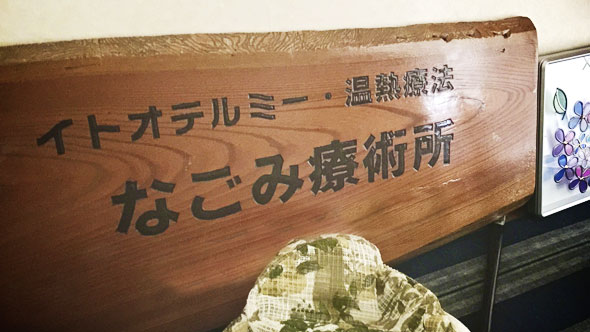 イトオテルミー・温熱療法
なごみ療術所